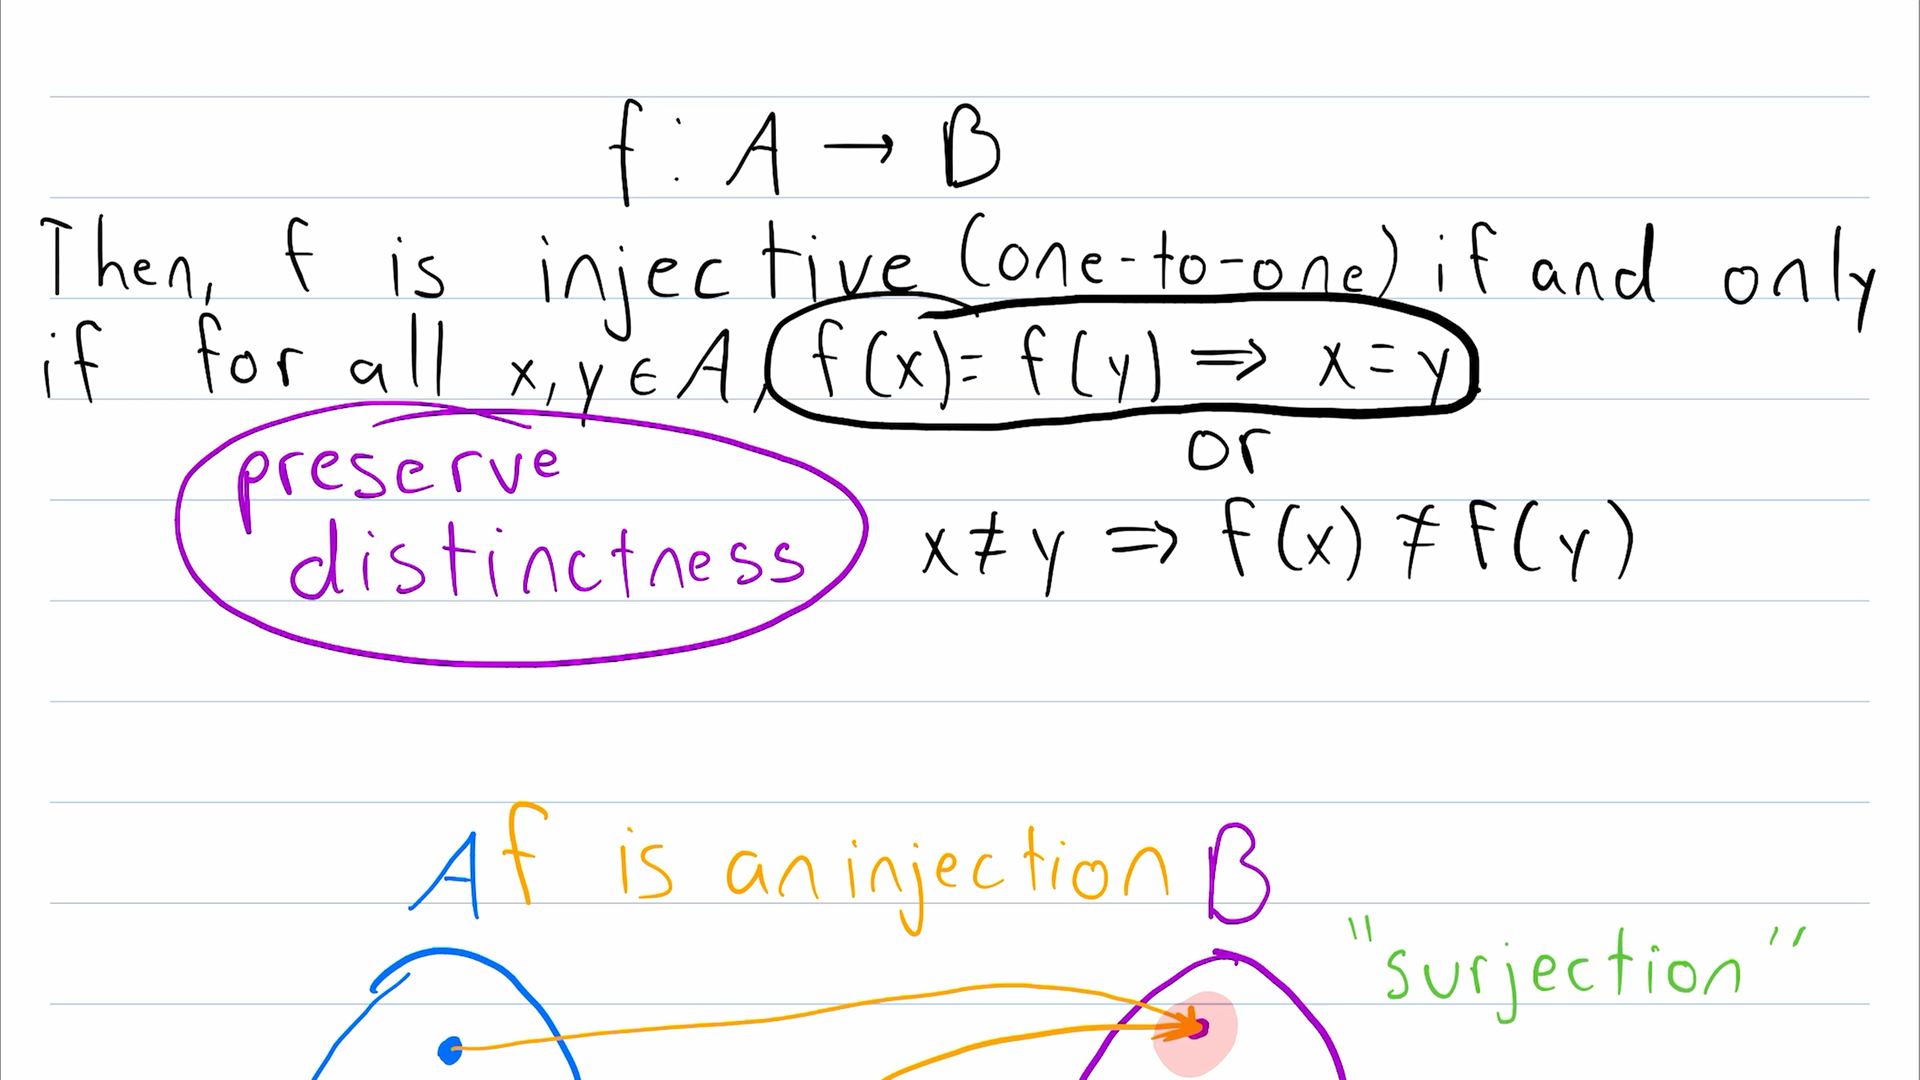 f: A → B
Then, f is injective (one-to-one) if and only
if for all x, y ∈ A, f(x) = f(y) ⟹ x = y
or
preserve
distinctness
x ≠ y ⟹ f(x) ≠ f(y)
A f is an injection B
"surjection"